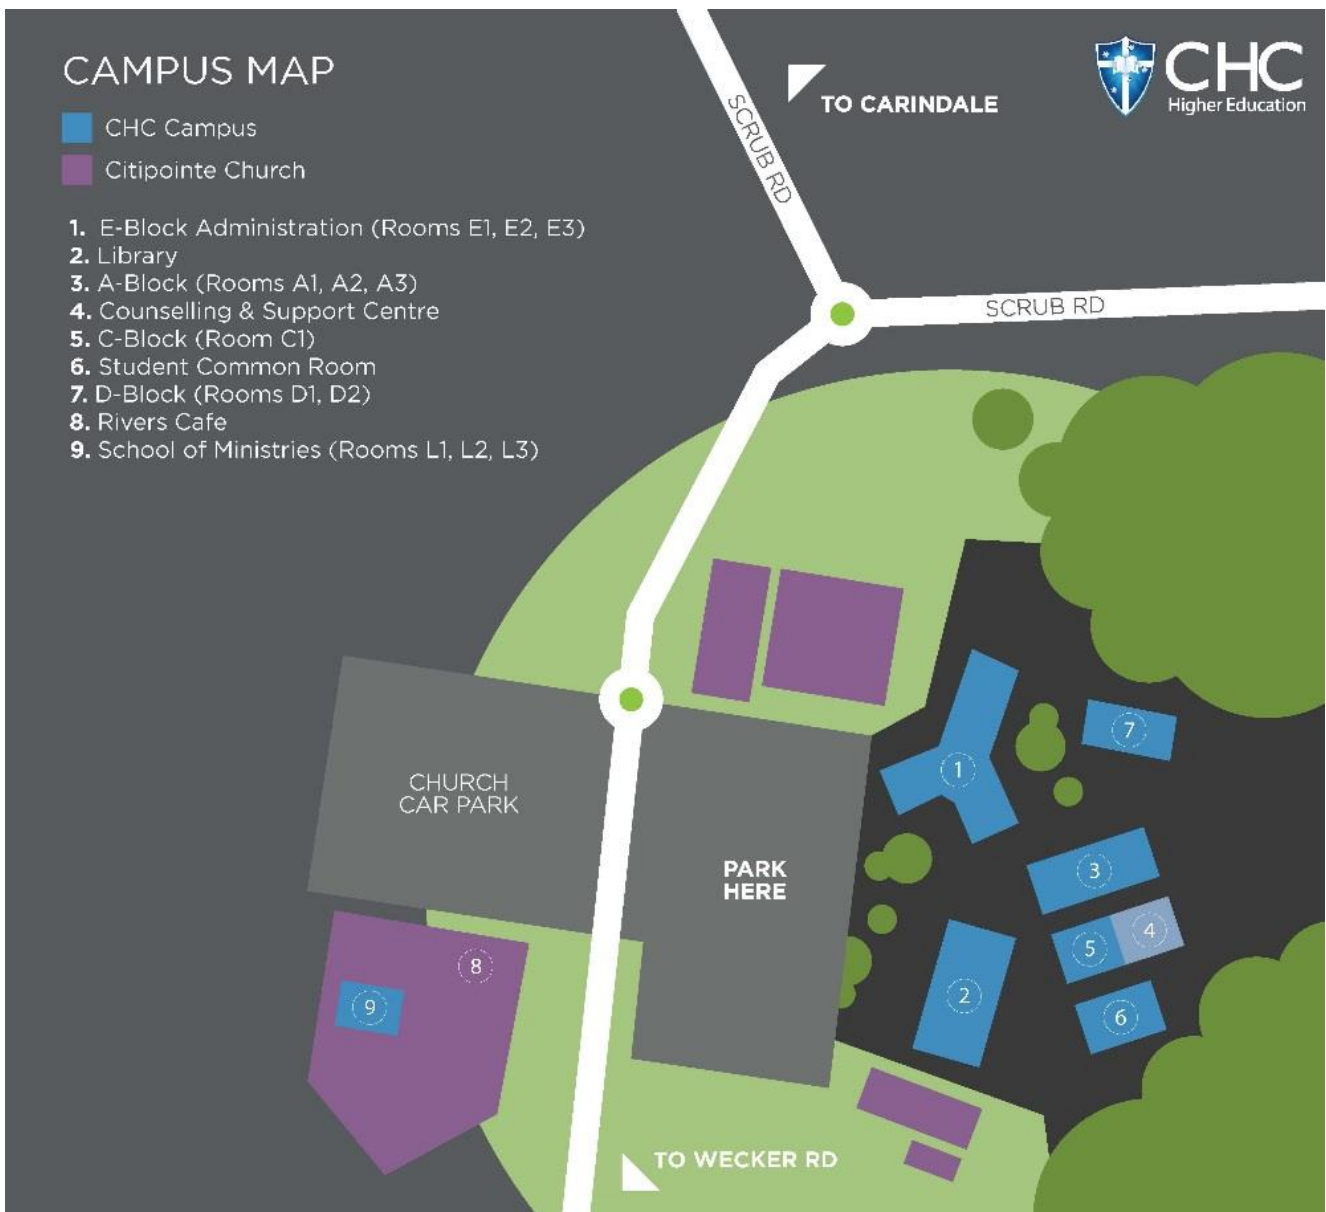 CAMPUS MAP
CHC Campus
Citipointe Church
1. E-Block Administration (Rooms E1, E2, E3)
2. Library
3. A-Block (Rooms A1, A2, A3)
4. Counselling & Support Centre
5. C-Block (Room C1)
6. Student Common Room
7. D-Block (Rooms D1, D2)
8. Rivers Cafe
9. School of Ministries (Rooms L1, L2, L3)
TO CARINDALE
CHC
Higher Education
SCRUB RD
SCRUB RD
7
1
CHURCH
CAR PARK
PARK
HERE
3
4
5
8
2
9
6
TO WECKER RD